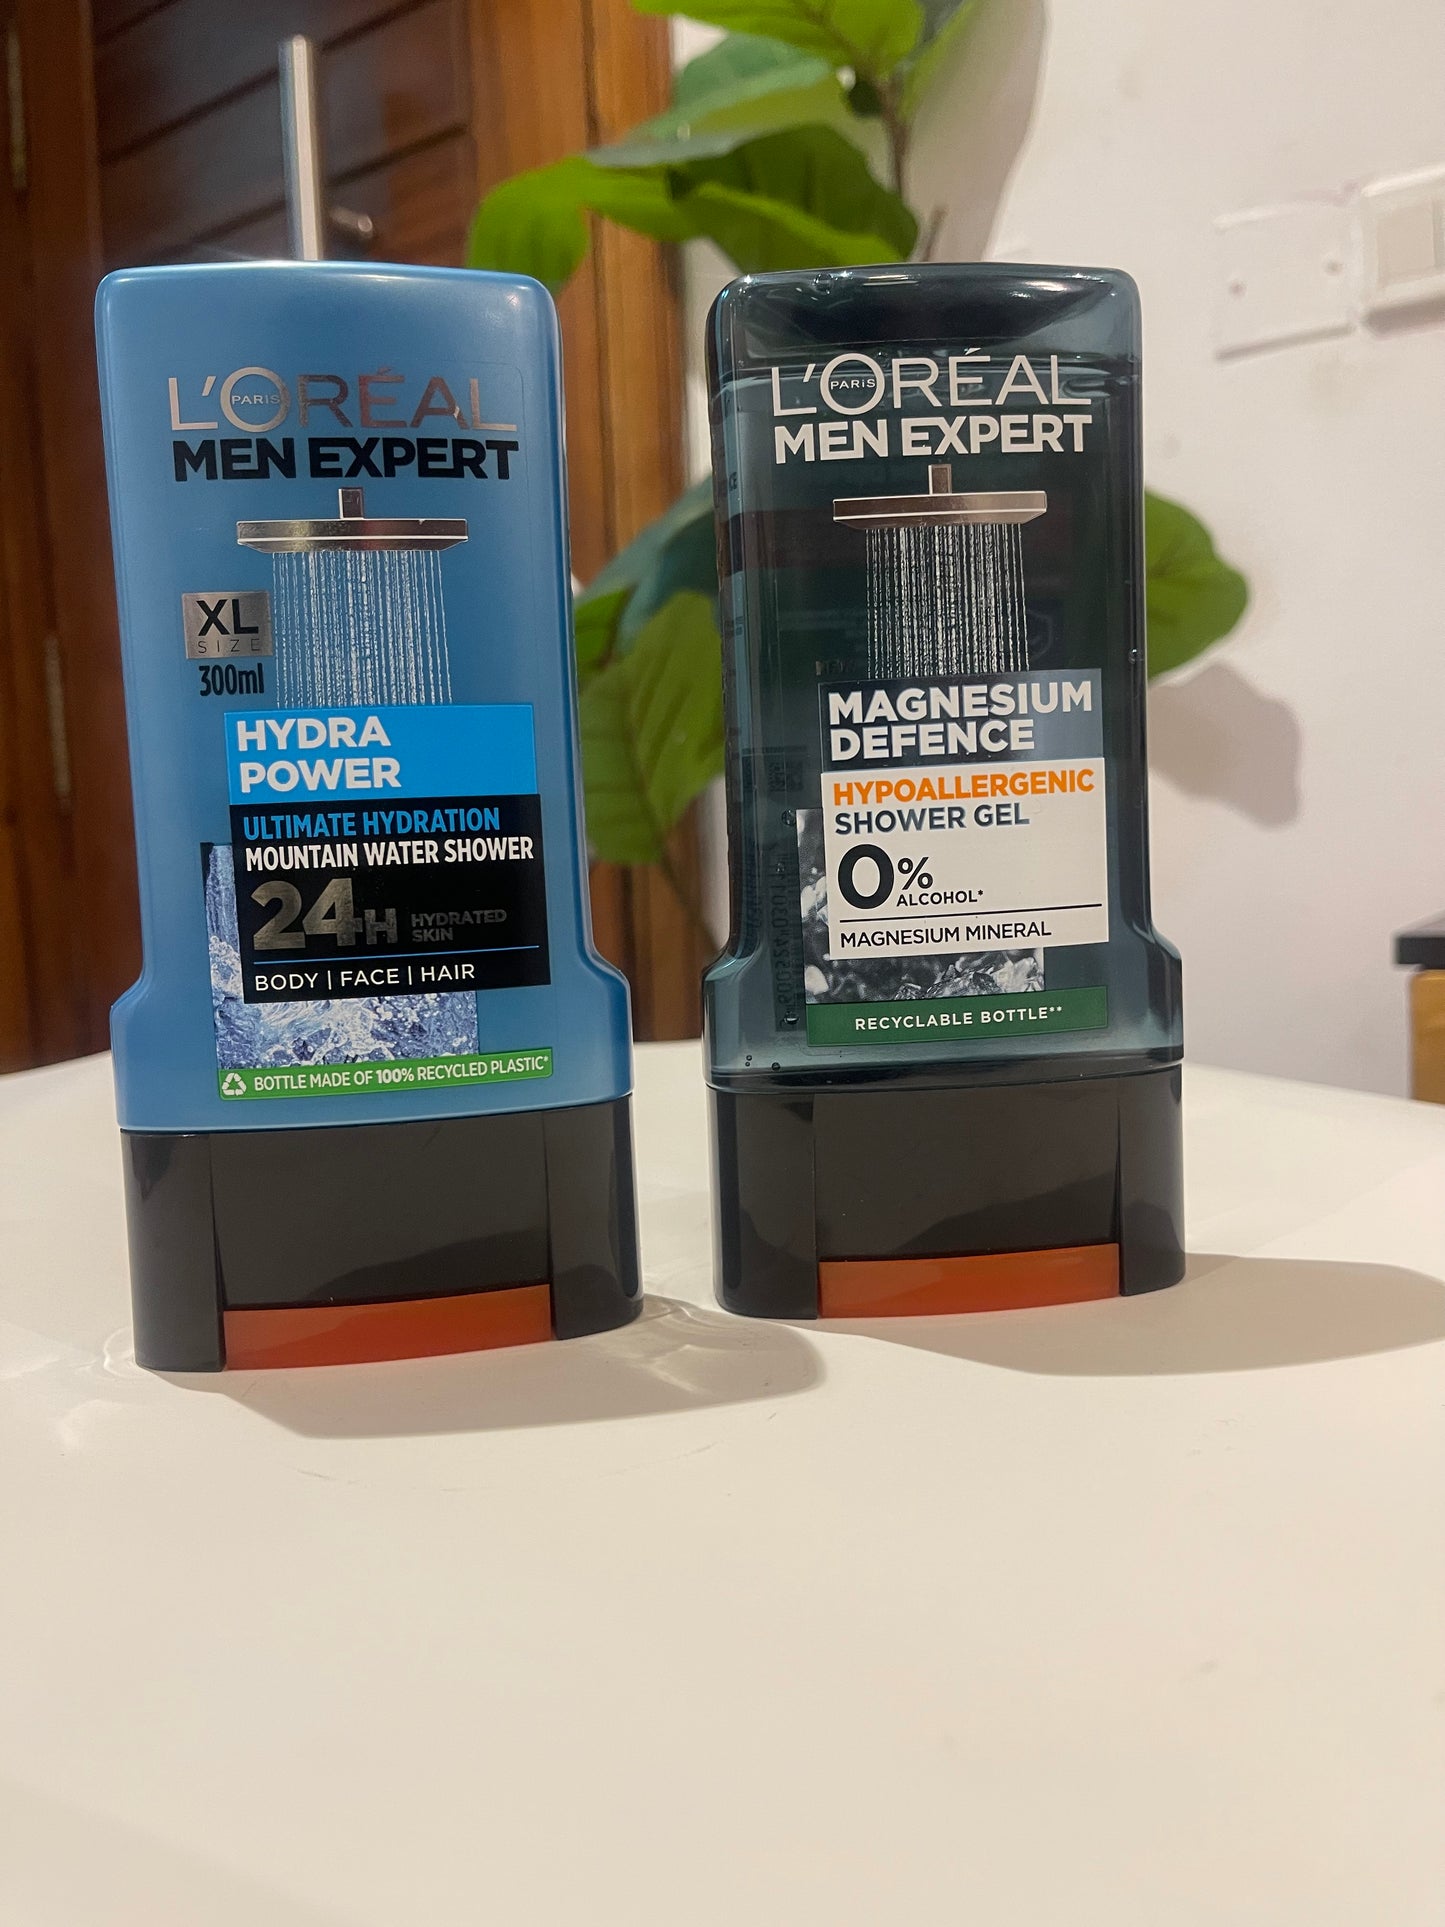 L'ORÉAL
PARIS
MEN EXPERT
XL
SIZE
300ml
HYDRA
POWER
ULTIMATE HYDRATION
MOUNTAIN WATER SHOWER
24H HYDRATED
SKIN
BODY | FACE | HAIR
BOTTLE MADE OF 100% RECYCLED PLASTIC*
L'ORÉAL
PARIS
MEN EXPERT
MAGNESIUM
DEFENCE
HYPOALLERGENIC
SHOWER GEL
0%
ALCOHOL*
MAGNESIUM MINERAL
RECYCLABLE BOTTLE**